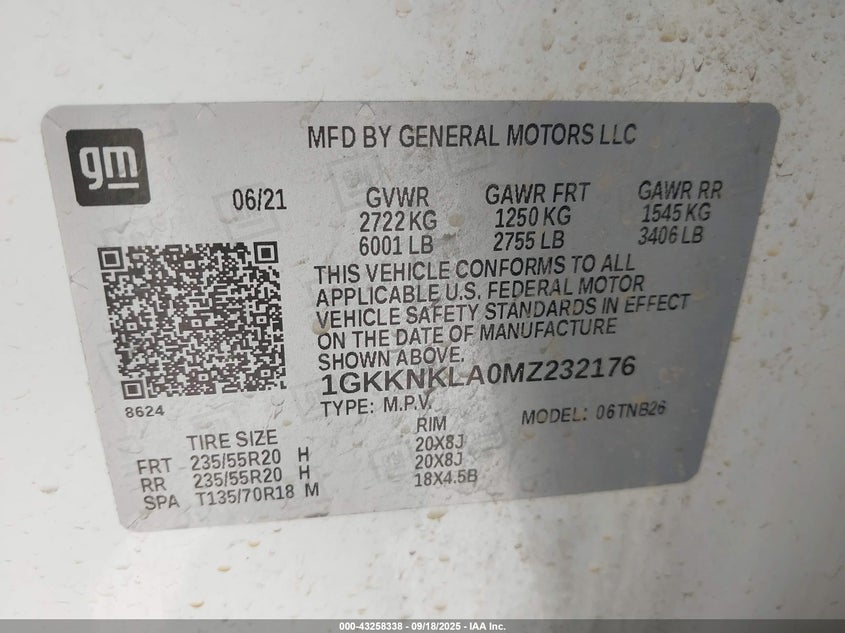 gm
MFD BY GENERAL MOTORS LLC
06/21 GVWR GAWR FRT GAWR RR
2722 KG 1250 KG 1545 KG
6001 LB 2755 LB 3406 LB
THIS VEHICLE CONFORMS TO ALL
APPLICABLE U.S. FEDERAL MOTOR
VEHICLE SAFETY STANDARDS IN EFFECT
ON THE DATE OF MANUFACTURE
SHOWN ABOVE.
1GKKNKLA0MZ232176
8624
TYPE: M.P.V. MODEL: 06TNB26
TIRE SIZE RIM
FRT 235/55R20 H 20X8J
RR 235/55R20 H 20X8J
SPA T135/70R18 M 18X4.5B
000-43258338 - 09/18/2025 - IAA Inc.